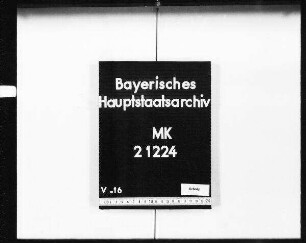 Bayerisches
Hauptstaatsarchiv
MK
21224
V .16